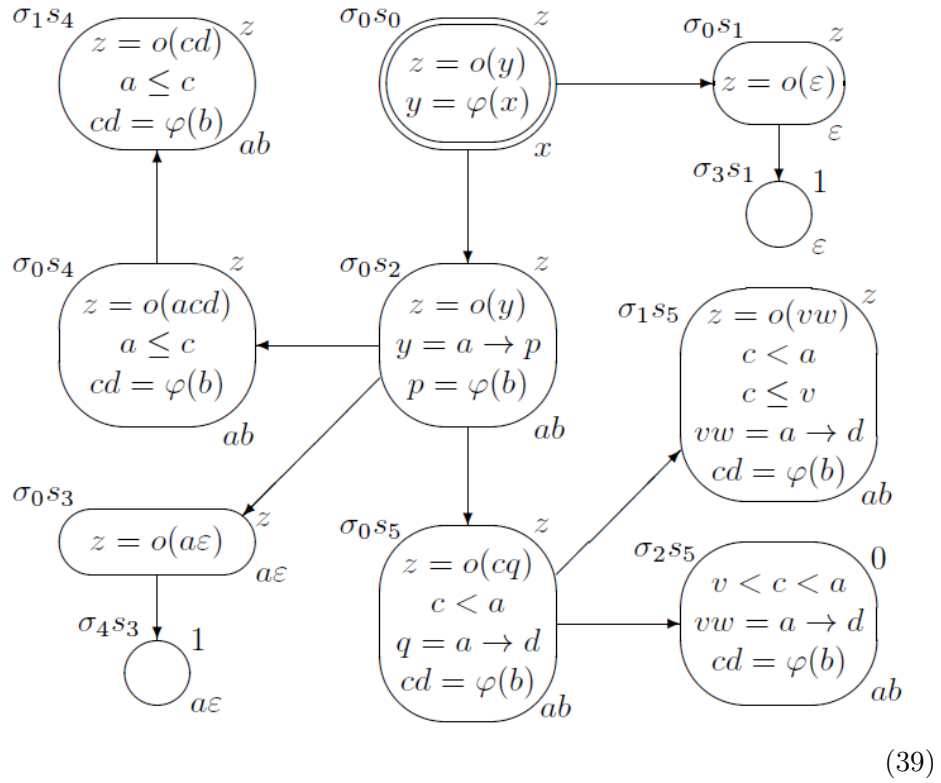 σ₁s₄
z
z = o(cd)
a ≤ c
cd = φ(b)
ab
σ₀s₀
z
z = o(y)
y = φ(x)
x
σ₀s₁
z
z = o(ε)
ε
σ₃s₁
1
ε
σ₀s₄
z
z = o(acd)
a ≤ c
cd = φ(b)
ab
σ₀s₂
z
z = o(y)
y = a → p
p = φ(b)
ab
σ₁s₅
z
z = o(vw)
c < a
c ≤ v
vw = a → d
cd = φ(b)
ab
σ₀s₃
z
z = o(aε)
aε
σ₄s₃
1
aε
σ₀s₅
z
z = o(cq)
c < a
q = a → d
cd = φ(b)
ab
σ₂s₅
0
v < c < a
vw = a → d
cd = φ(b)
ab
(39)